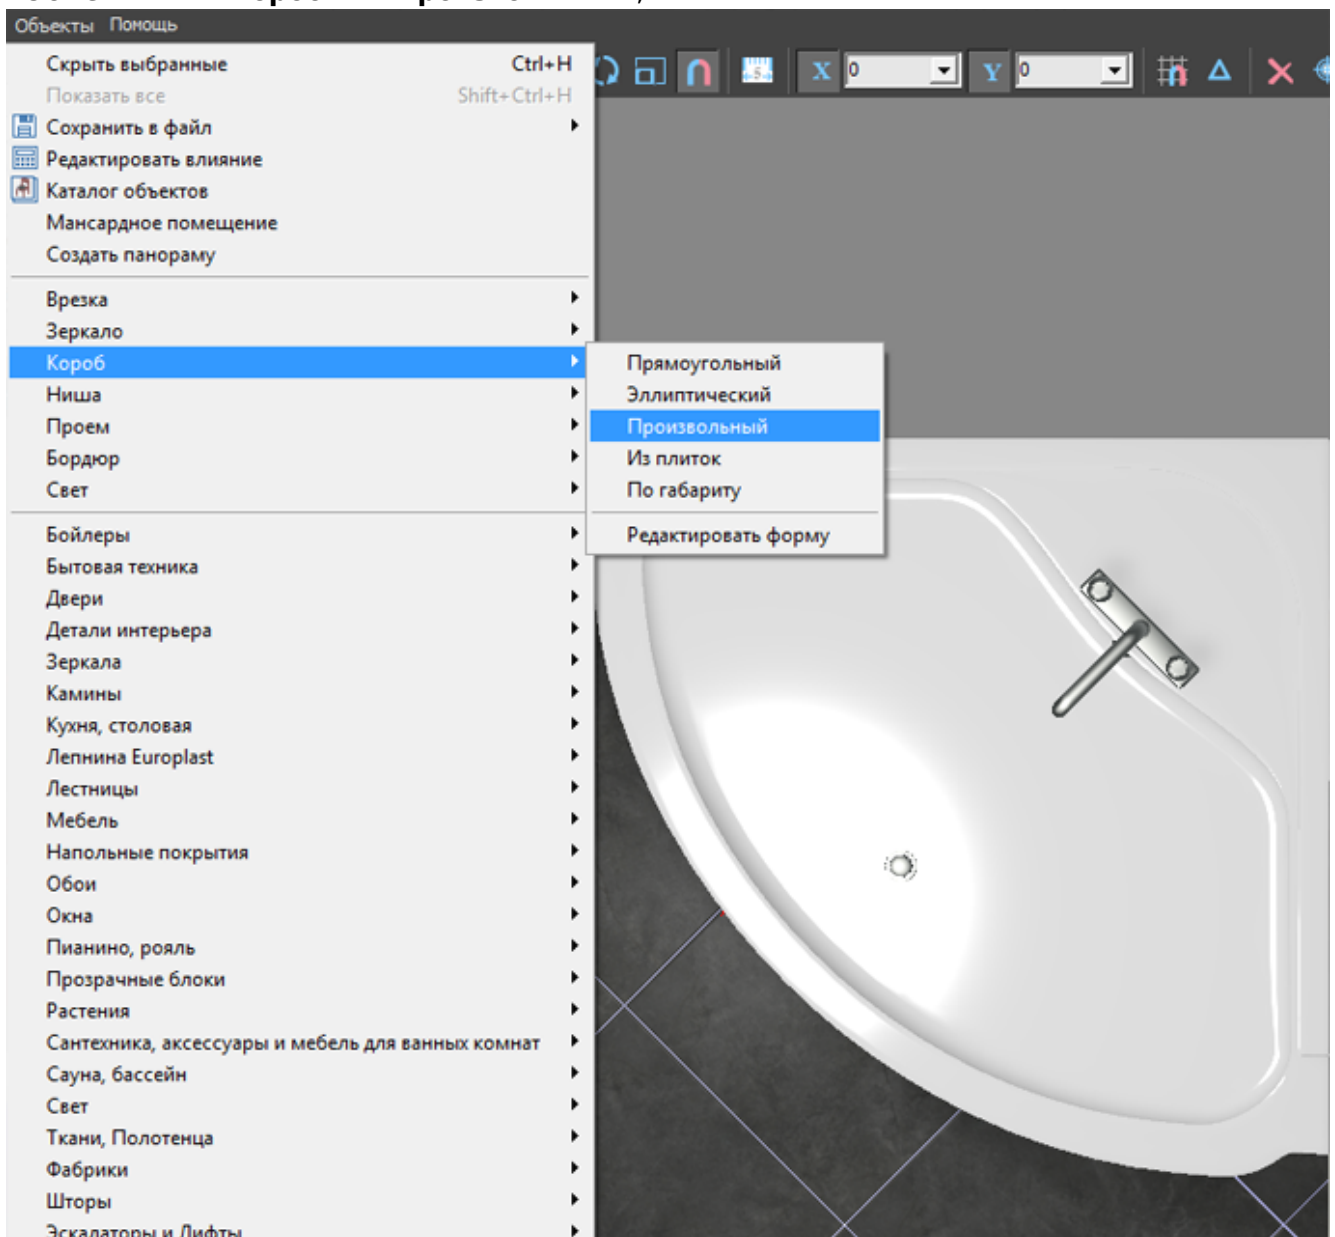 Объекты Помощь
Скрыть выбранные Ctrl+H
Показать все Shift+Ctrl+H
Сохранить в файл
Редактировать влияние
Каталог объектов
Мансардное помещение
Создать панораму
Врезка
Зеркало
Короб
Ниша
Проем
Бордюр
Свет
Бойлеры
Бытовая техника
Двери
Детали интерьера
Зеркала
Камины
Кухня, столовая
Лепнина Europlast
Лестницы
Мебель
Напольные покрытия
Обои
Окна
Пианино, рояль
Прозрачные блоки
Растения
Сантехника, аксессуары и мебель для ванных комнат
Сауна, бассейн
Свет
Ткани, Полотенца
Фабрики
Шторы
Эскалаторы и Лифты
Прямоугольный
Эллиптический
Произвольный
Из плиток
По габариту
Редактировать форму
5
X 0
Y 0